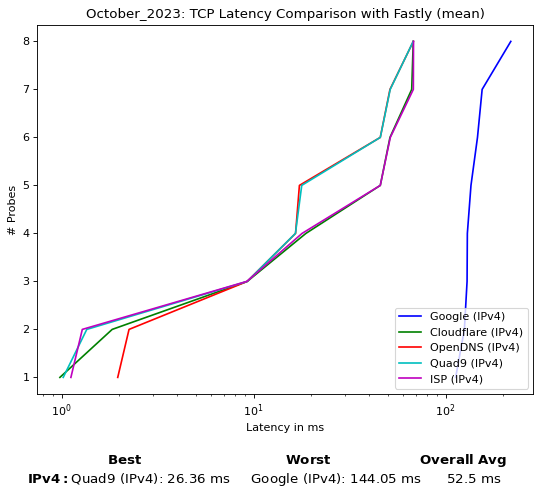 October_2023: TCP Latency Comparison with Fastly (mean)
8
7
6
5
4
3
2
1
# Probes
Google (IPv4)
Cloudflare (IPv4)
OpenDNS (IPv4)
Quad9 (IPv4)
ISP (IPv4)
10⁰ 10¹ 10²
Latency in ms
Best Worst Overall Avg
IPv4: Quad9 (IPv4): 26.36 ms Google (IPv4): 144.05 ms 52.5 ms